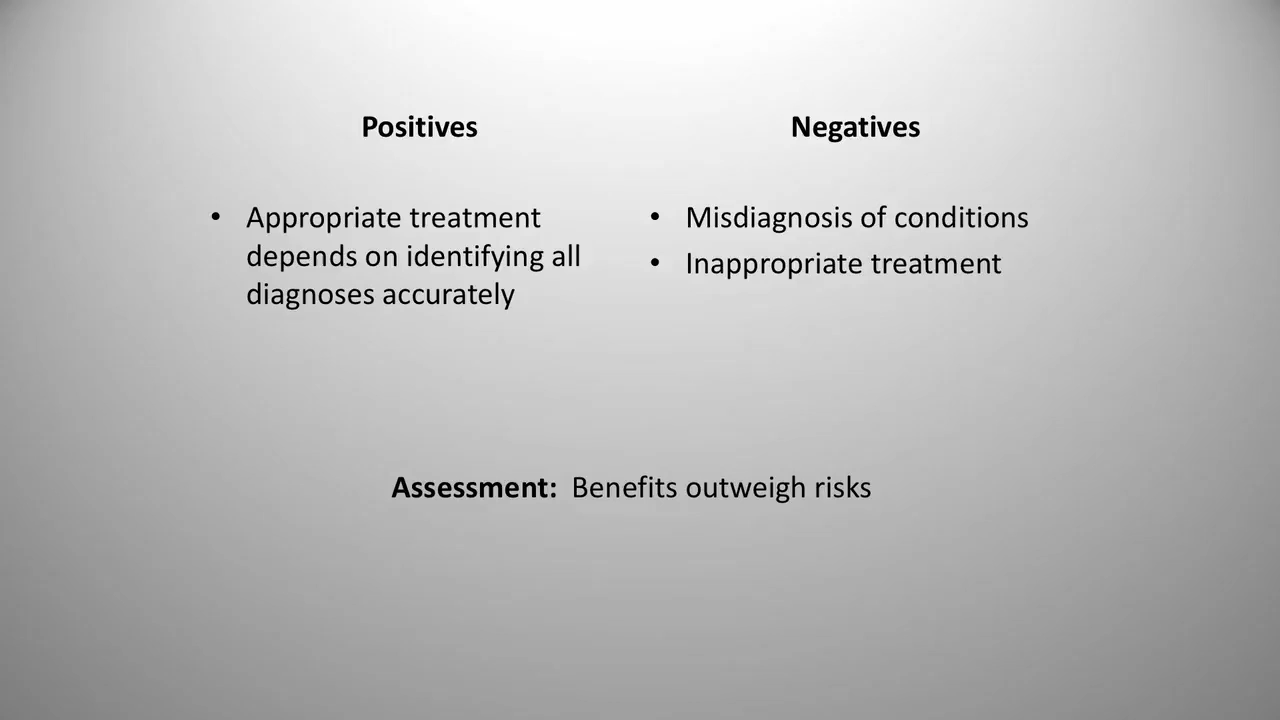 Positives
Negatives
• Appropriate treatment
depends on identifying all
diagnoses accurately
• Misdiagnosis of conditions
• Inappropriate treatment
Assessment: Benefits outweigh risks